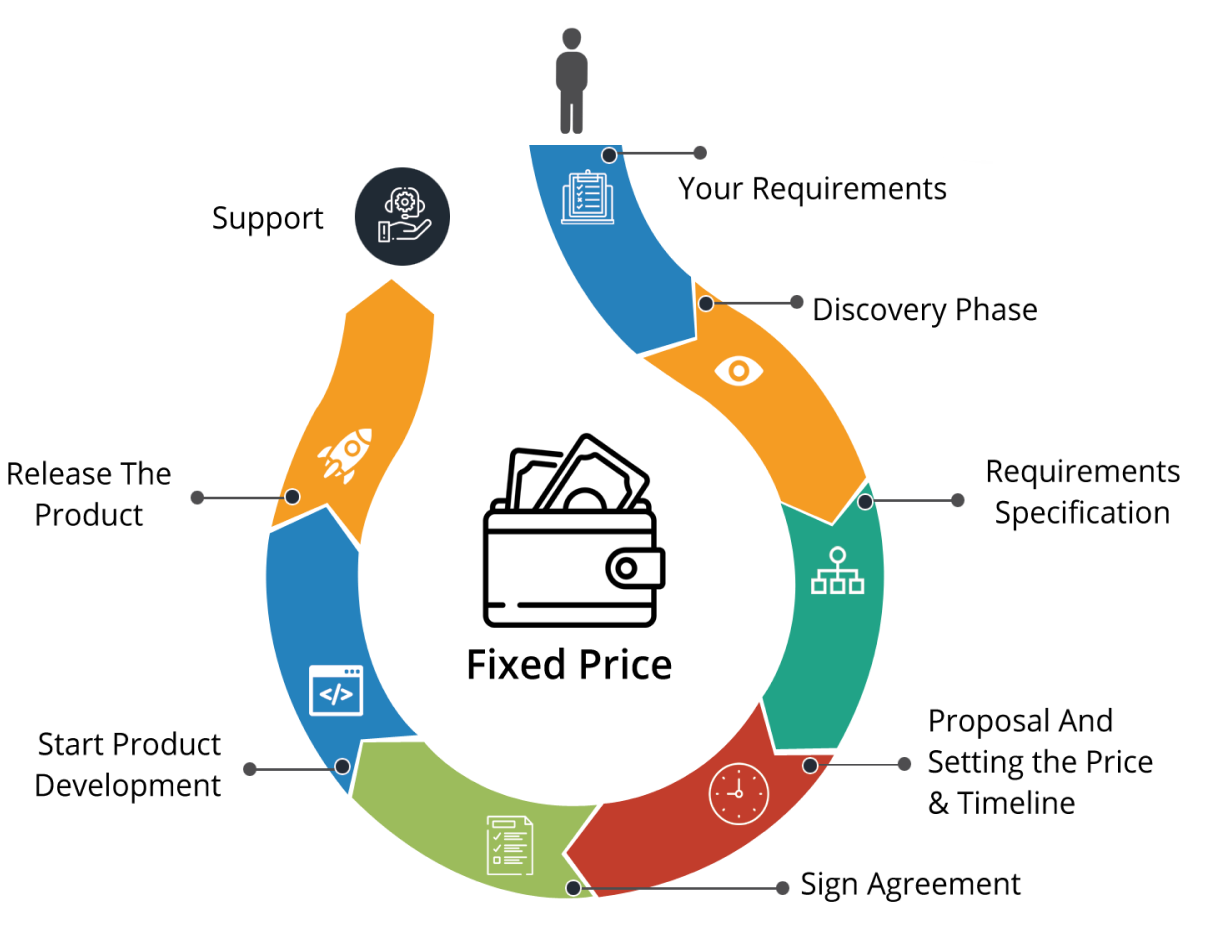 Your Requirements
Discovery Phase
Requirements
Specification
Proposal And
Setting the Price
& Timeline
Sign Agreement
Start Product
Development
</>
Release The
Product
Support
Fixed Price